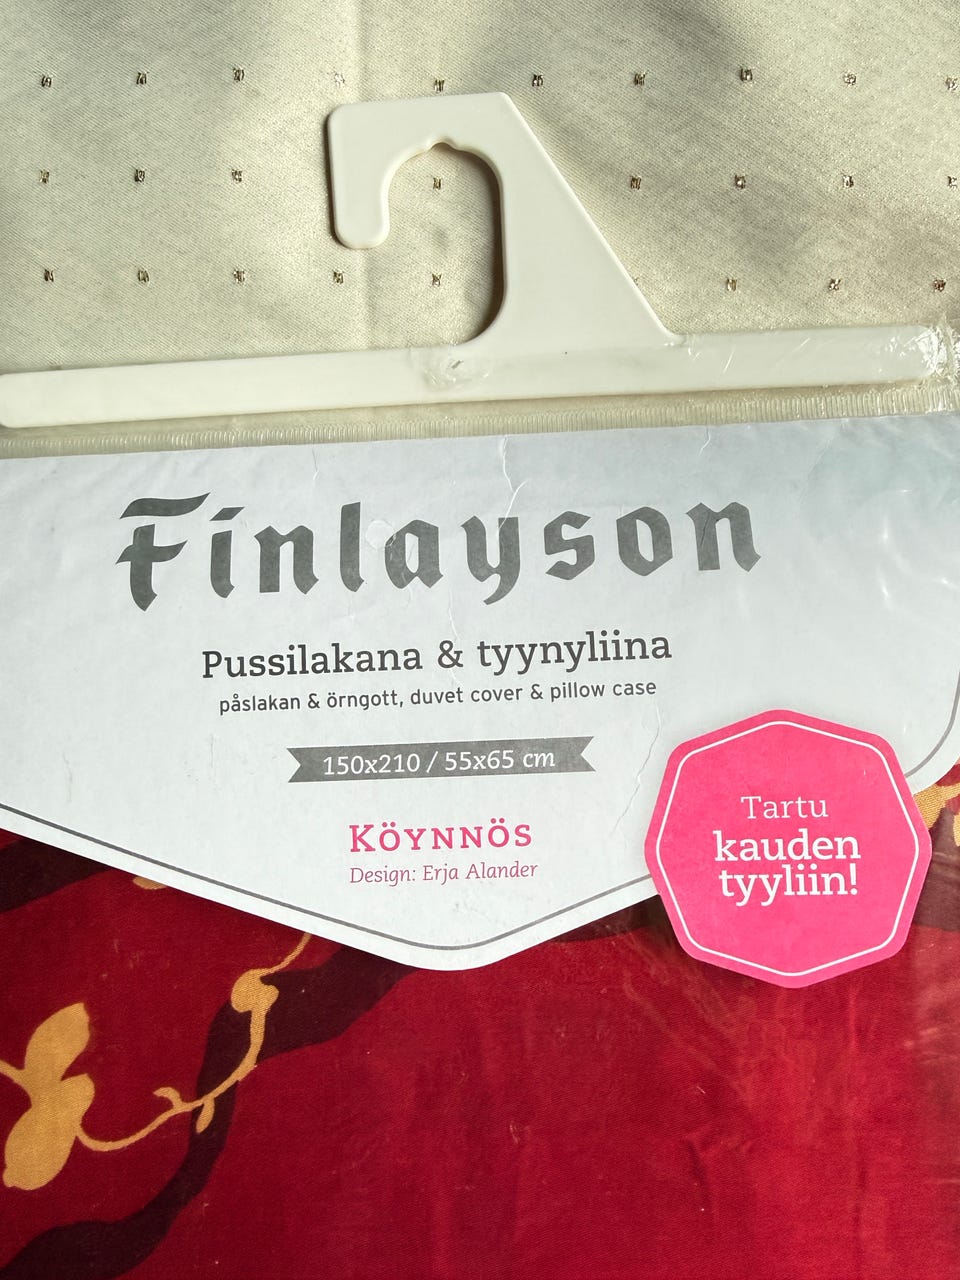 Finlayson
Pussilakana & tyynyliina
påslakan & örngott, duvet cover & pillow case
150x210 / 55x65 cm
KÖYNNÖS
Design: Erja Alander
Tartu
kauden
tyyliin!